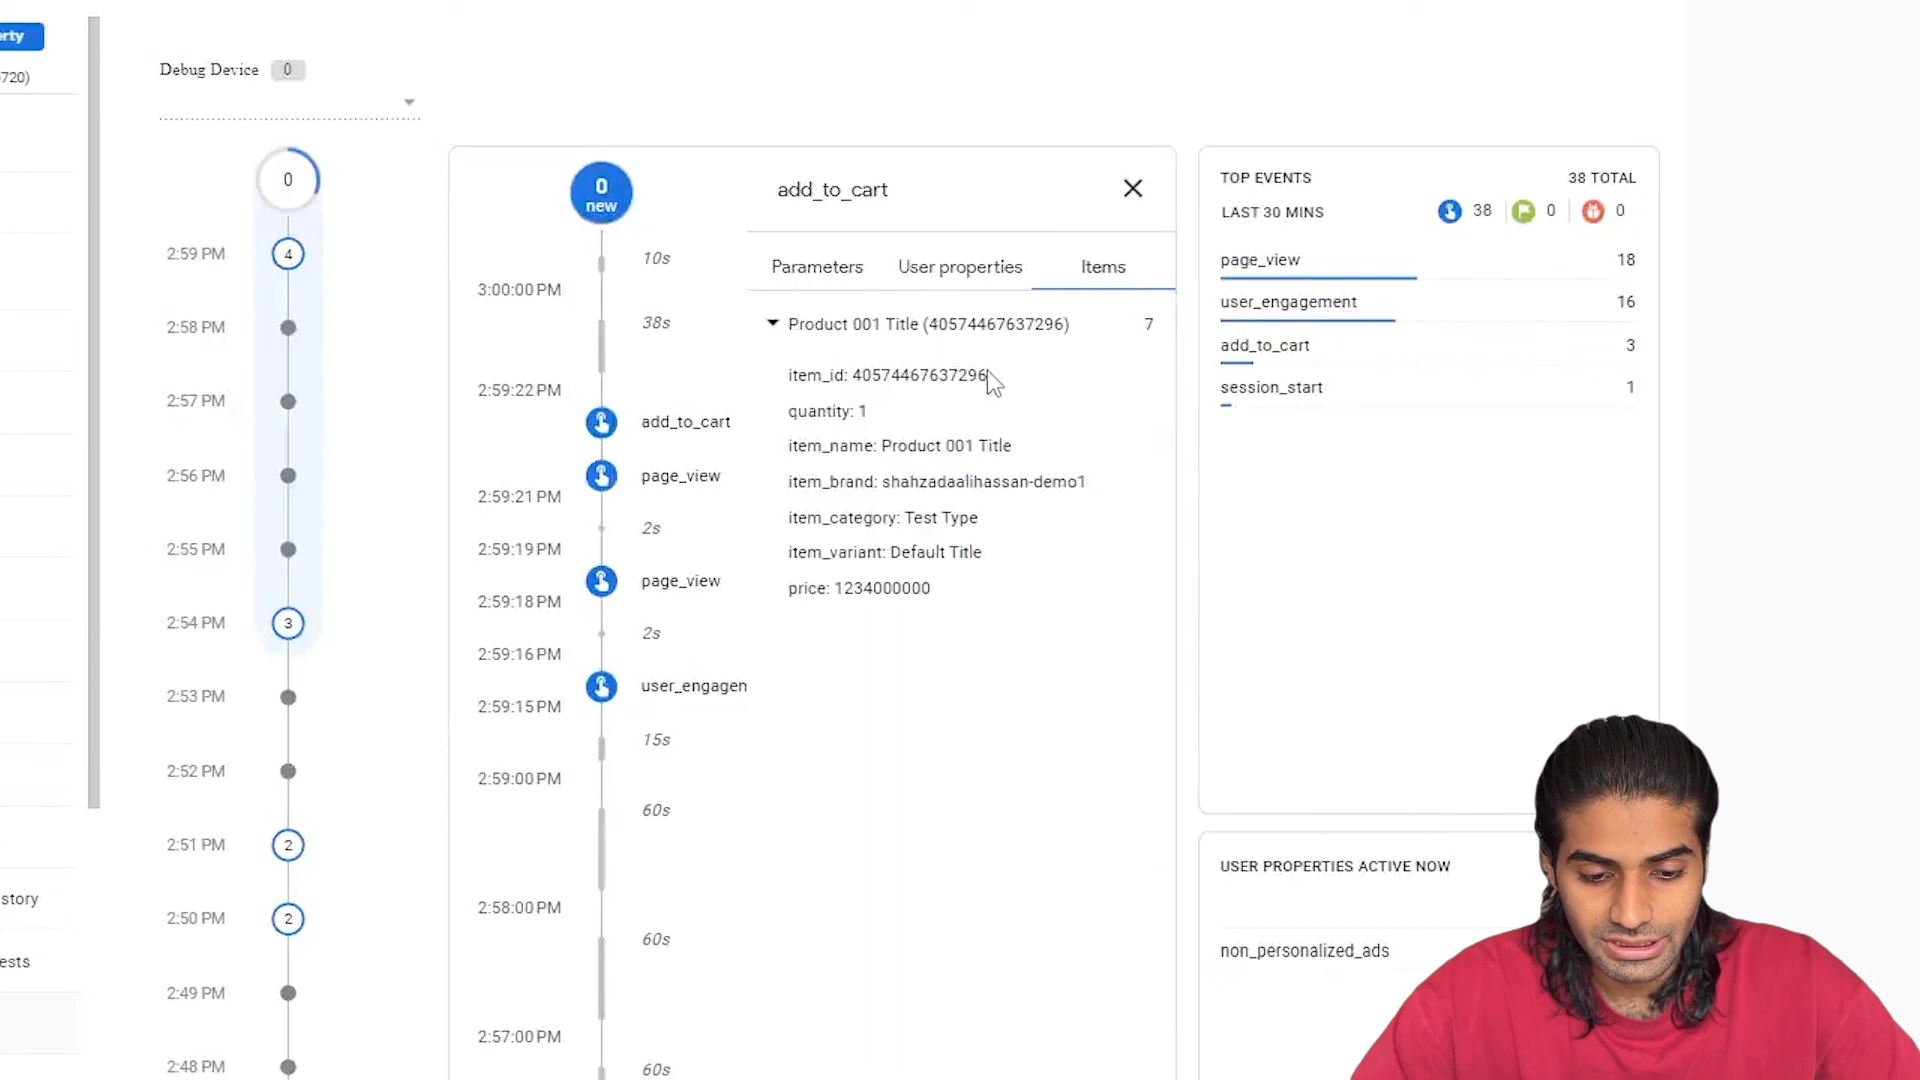 erty
720)
story
ests
Debug Device 0
0
2:59 PM 4
2:58 PM
2:57 PM
2:56 PM
2:55 PM
2:54 PM 3
2:53 PM
2:52 PM
2:51 PM 2
2:50 PM 2
2:49 PM
2:48 PM
0
new
10s
3:00:00 PM
38s
2:59:22 PM
add_to_cart
page_view
2:59:21 PM
2s
2:59:19 PM
page_view
2:59:18 PM
2s
2:59:16 PM
user_engagen
2:59:15 PM
15s
2:59:00 PM
60s
2:58:00 PM
60s
2:57:00 PM
60s
add_to_cart
Parameters User properties Items
Product 001 Title (40574467637296) 7
item_id: 40574467637296
quantity: 1
item_name: Product 001 Title
item_brand: shahzadaalihassan-demo1
item_category: Test Type
item_variant: Default Title
price: 1234000000
TOP EVENTS 38 TOTAL
LAST 30 MINS 38 0 0
page_view 18
user_engagement 16
add_to_cart 3
session_start 1
USER PROPERTIES ACTIVE NOW
non_personalized_ads